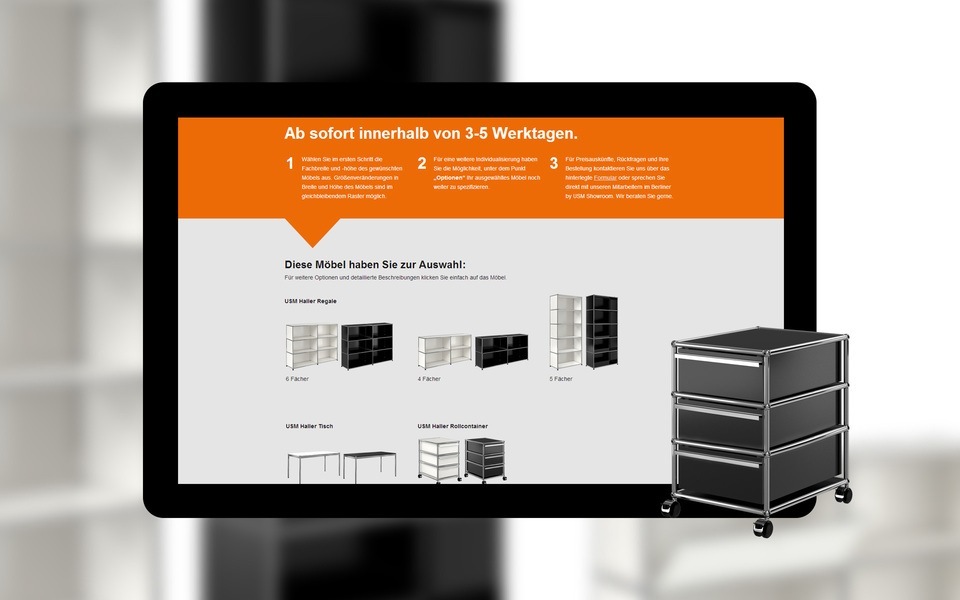 Ab sofort innerhalb von 3-5 Werktagen.
1
Wählen Sie im ersten Schritt die
Fachbreite und -höhe des gewünschten
Möbels aus. Größenveränderungen in
Breite und Höhe des Möbels sind im
gleichbleibendem Raster möglich.
2
Für eine weitere Individualisierung haben
Sie die Möglichkeit, unter dem Punkt
„Optionen“ Ihr ausgewähltes Möbel noch
weiter zu spezifizieren.
3
Für Preisauskünfte, Rückfragen und Ihre
Bestellung kontaktieren Sie uns über das
hinterlegte Formular oder sprechen Sie
direkt mit unseren Mitarbeitern im Berliner
by USM Showroom. Wir beraten Sie gerne.
Diese Möbel haben Sie zur Auswahl:
Für weitere Optionen und detaillierte Beschreibungen klicken Sie einfach auf das Möbel
USM Haller Regale
6 Fächer
4 Fächer
5 Fächer
USM Haller Tisch
USM Haller Rollcontainer